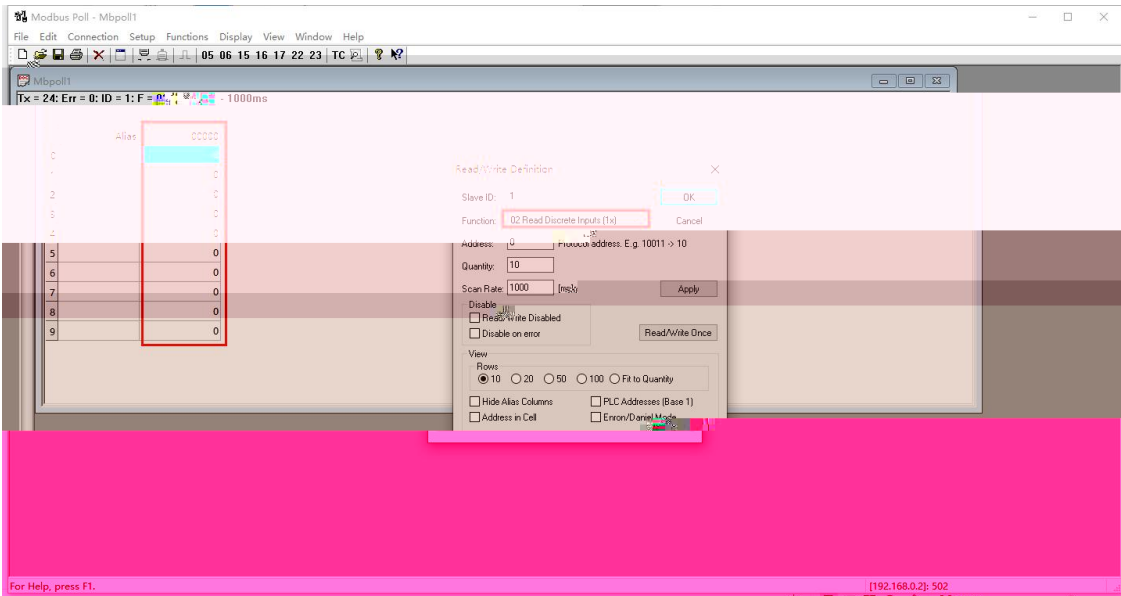 Modbus Poll - Mbpoll1
File Edit Connection Setup Functions Display View Window Help
05 06 15 16 17 22 23 TC
Mbpoll1
Tx = 24: Err = 0: ID = 1: F = - 1000ms
Alias 00000
0
0
2 0
3 0
4 0
5 0
6 0
7 0
8 0
9 0
Read/Write Definition
Slave ID: 1 OK
Function: 02 Read Discrete Inputs (1x) Cancel
Address: 0 Protocol address. E.g. 10011 -> 10
Quantity: 10
Scan Rate: 1000 [ms] Apply
Disable
Read/Write Disabled
Disable on error Read/Write Once
View
Rows
10 20 50 100 Fit to Quantity
Hide Alias Columns PLC Addresses (Base 1)
Address in Cell Enron/Daniel Mode
For Help, press F1. [192.168.0.2]: 502